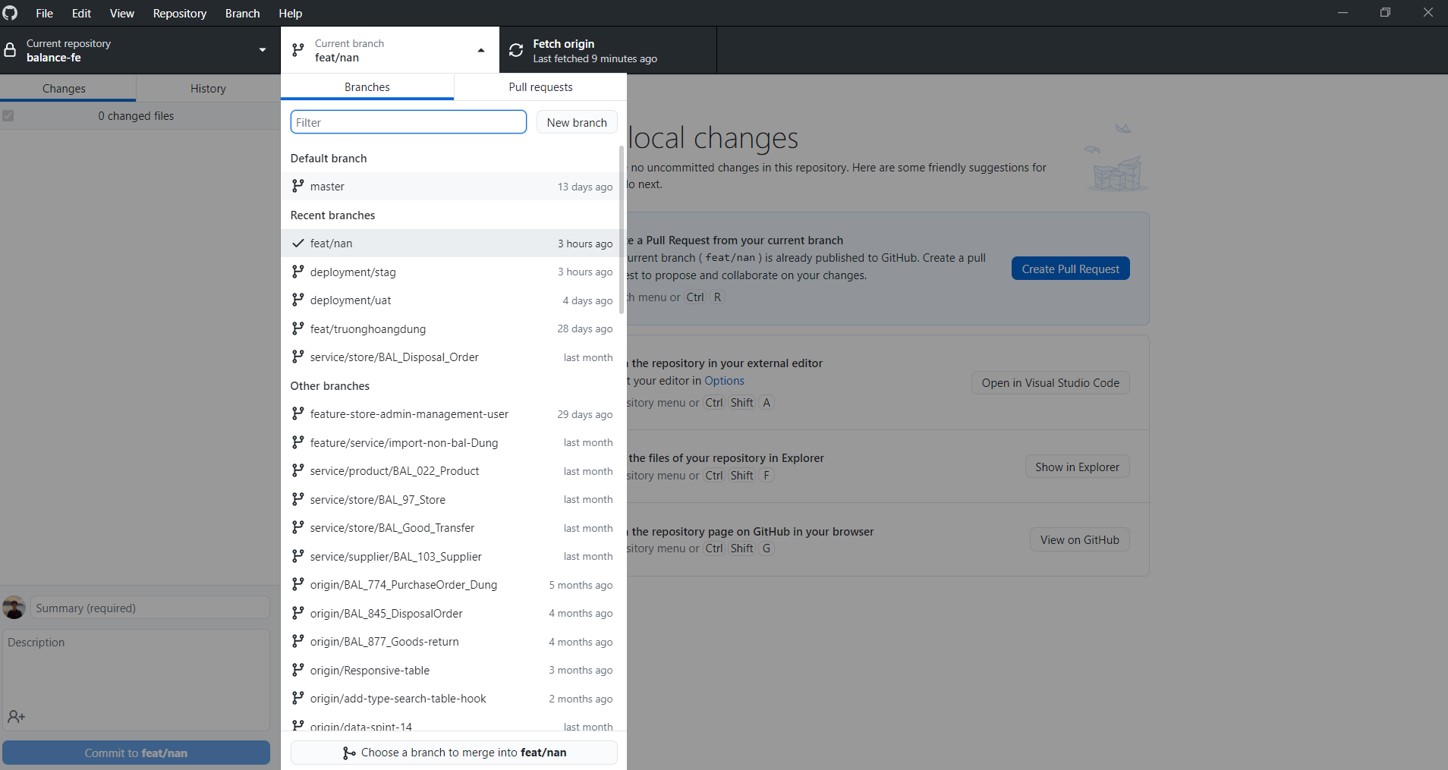 File Edit View Repository Branch Help
Current repository
balance-fe
Current branch
feat/nan
Fetch origin
Last fetched 9 minutes ago
Changes History
0 changed files
Summary (required)
Description
Commit to feat/nan
Branches Pull requests
Filter New branch
Default branch
master 13 days ago
Recent branches
feat/nan 3 hours ago
deployment/stag 3 hours ago
deployment/uat 4 days ago
feat/truonghoangdung 28 days ago
service/store/BAL_Disposal_Order last month
Other branches
feature-store-admin-management-user 29 days ago
feature/service/import-non-bal-Dung last month
service/product/BAL_022_Product last month
service/store/BAL_97_Store last month
service/store/BAL_Good_Transfer last month
service/supplier/BAL_103_Supplier last month
origin/BAL_774_PurchaseOrder_Dung 5 months ago
origin/BAL_845_DisposalOrder 4 months ago
origin/BAL_877_Goods-return 4 months ago
origin/Responsive-table 3 months ago
origin/add-type-search-table-hook 2 months ago
origin/data-spint-14 last month
Choose a branch to merge into feat/nan
local changes
no uncommitted changes in this repository. Here are some friendly suggestions for
next.
a Pull Request from your current branch
branch (feat/nan) is already published to GitHub. Create a pull
to propose and collaborate on your changes.
menu or Ctrl R
Create Pull Request
the repository in your external editor
your editor in Options
menu or Ctrl Shift A
Open in Visual Studio Code
the files of your repository in Explorer
menu or Ctrl Shift F
Show in Explorer
the repository page on GitHub in your browser
menu or Ctrl Shift G
View on GitHub